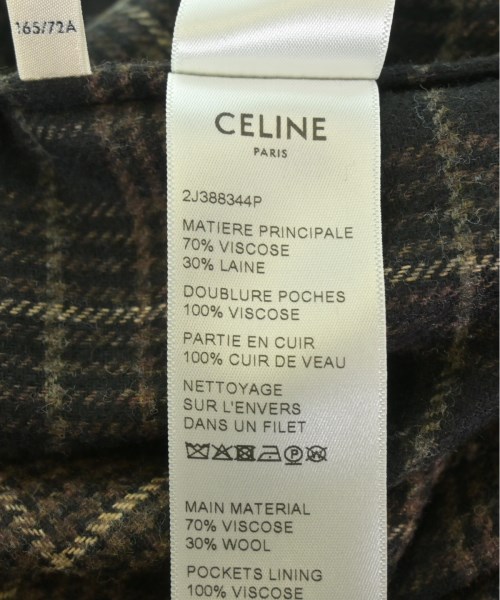 165/72A
CELINE
PARIS
2J388344P
MATIERE PRINCIPALE
70% VISCOSE
30% LAINE
DOUBLURE POCHES
100% VISCOSE
PARTIE EN CUIR
100% CUIR DE VEAU
NETTOYAGE
SUR L'ENVERS
DANS UN FILET
MAIN MATERIAL
70% VISCOSE
30% WOOL
POCKETS LINING
100% VISCOSE